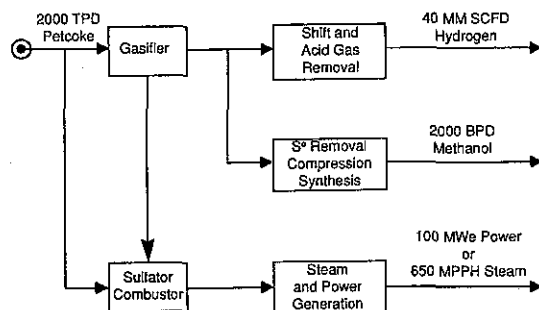 2000 TPD
Petcoke
Gasifier
Shift and
Acid Gas
Removal
40 MM SCFD
Hydrogen
S° Removal
Compression
Synthesis
2000 BPD
Methanol
Sulfator
Combustor
Steam
and Power
Generation
100 MWe Power
or
650 MPPH Steam